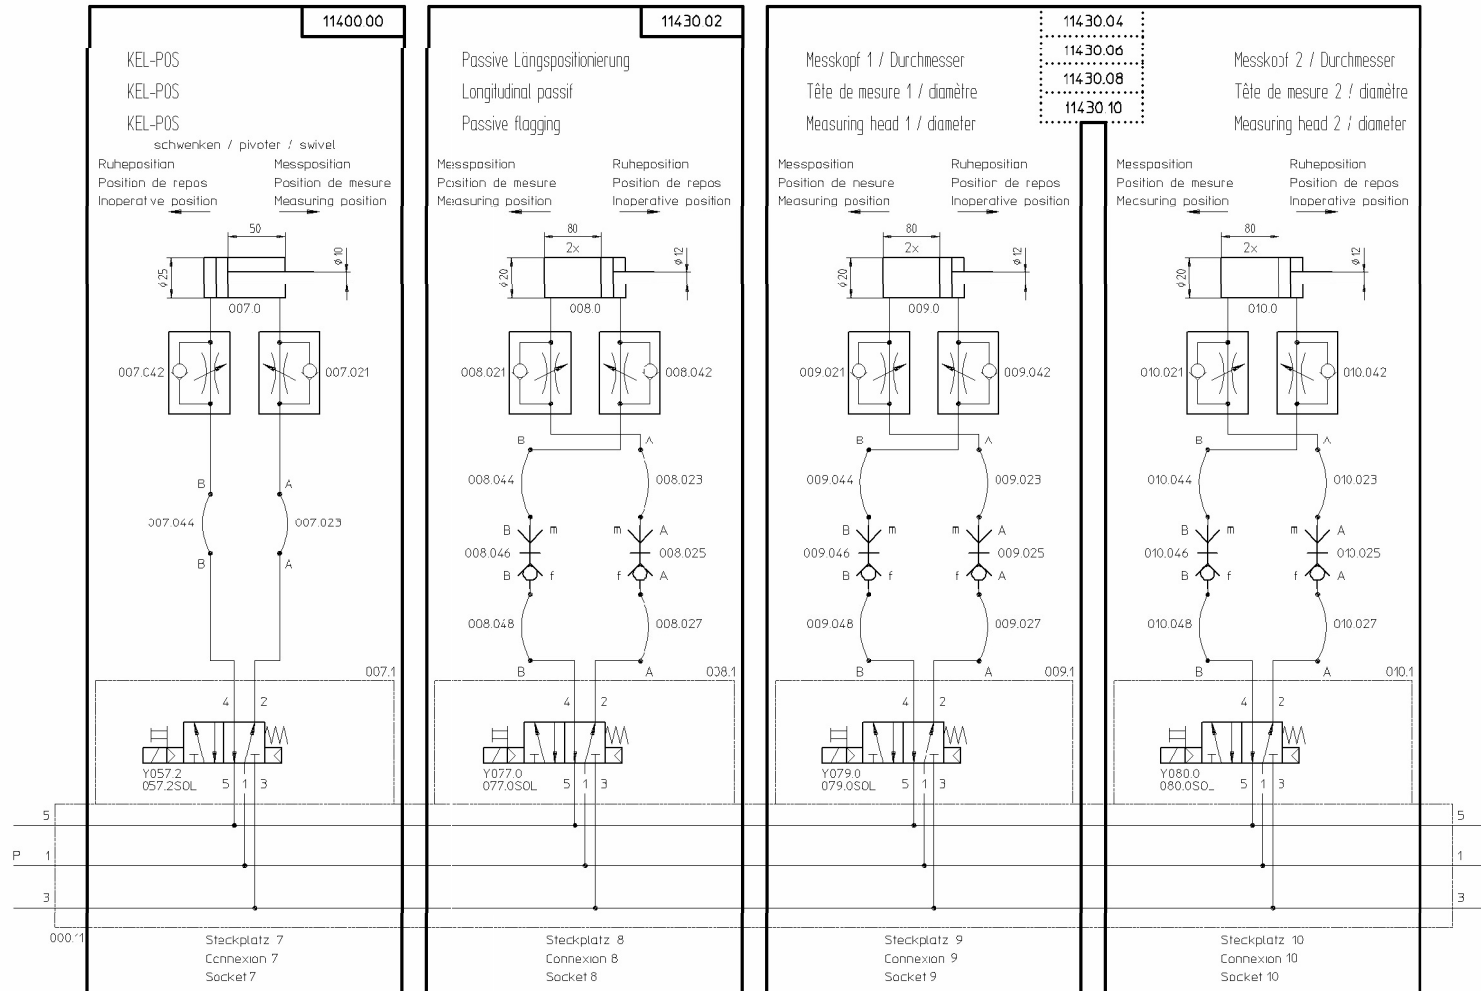 11400 00
KEL-POS
KEL-POS
KEL-POS
schwenken / pivoter / swivel
Ruheposition
Position de repos
Inoperative position
Messposition
Position de mesure
Measuring position
50
ϕ25
ϕ10
007.0
007.042
007.021
B
A
007.044
007.023
B
A
007.1
4
2
Y057.2
057.2SOL
5
1
3
Steckplatz 7
Connexion 7
Socket 7
11430 02
Passive Längspositionierung
Longitudinal passif
Passive flagging
Messposition
Position de mesure
Measuring position
Ruheposition
Position de repos
Inoperative position
80
2x
ϕ20
ϕ12
008.0
008.021
008.042
B
A
008.044
008.023
B
m
m
A
008.046
008.025
B
f
f
A
008.048
008.027
B
A
008.1
4
2
Y077.0
077.0SOL
5
1
3
Steckplatz 8
Connexion 8
Socket 8
11430.04
11430.06
11430.08
11430 10
Messkopf 1 / Durchmesser
Tête de mesure 1 / diamètre
Measuring head 1 / diameter
Messposition
Position de mesure
Measuring position
Ruheposition
Position de repos
Inoperative position
80
2x
ϕ20
ϕ12
009.0
009.021
009.042
B
A
009.044
009.023
B
m
m
A
009.046
009.025
B
f
f
A
009.048
009.027
B
A
009.1
4
2
Y079.0
079.0SOL
5
1
3
Steckplatz 9
Connexion 9
Socket 9
Messkopf 2 / Durchmesser
Tête de mesure 2 / diamètre
Measuring head 2 / diameter
Messposition
Position de mesure
Measuring position
Ruheposition
Position de repos
Inoperative position
80
2x
ϕ20
ϕ12
010.0
010.021
010.042
B
A
010.044
010.023
B
m
m
A
010.046
010.025
B
f
f
A
010.048
010.027
B
A
010.1
4
2
Y080.0
080.0SOL
5
1
3
Steckplatz 10
Connexion 10
Socket 10
5
5
P
1
1
3
3